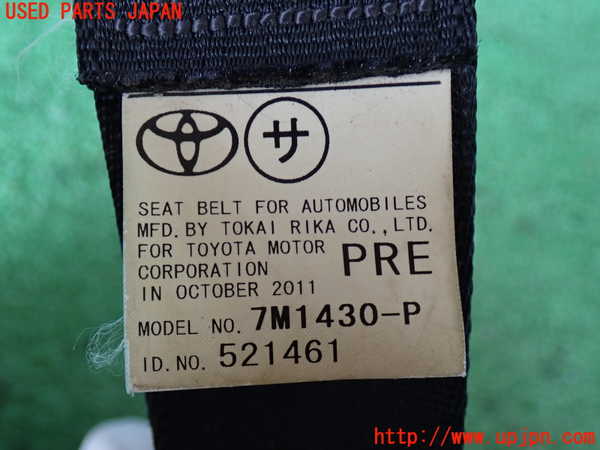 USED PARTS JAPAN
サ
SEAT BELT FOR AUTOMOBILES
MFD. BY TOKAI RIKA CO., LTD.
FOR TOYOTA MOTOR
CORPORATION PRE
IN OCTOBER 2011
MODEL NO. 7M1430-P
ID. NO. 521461
http://www.upjpn.com